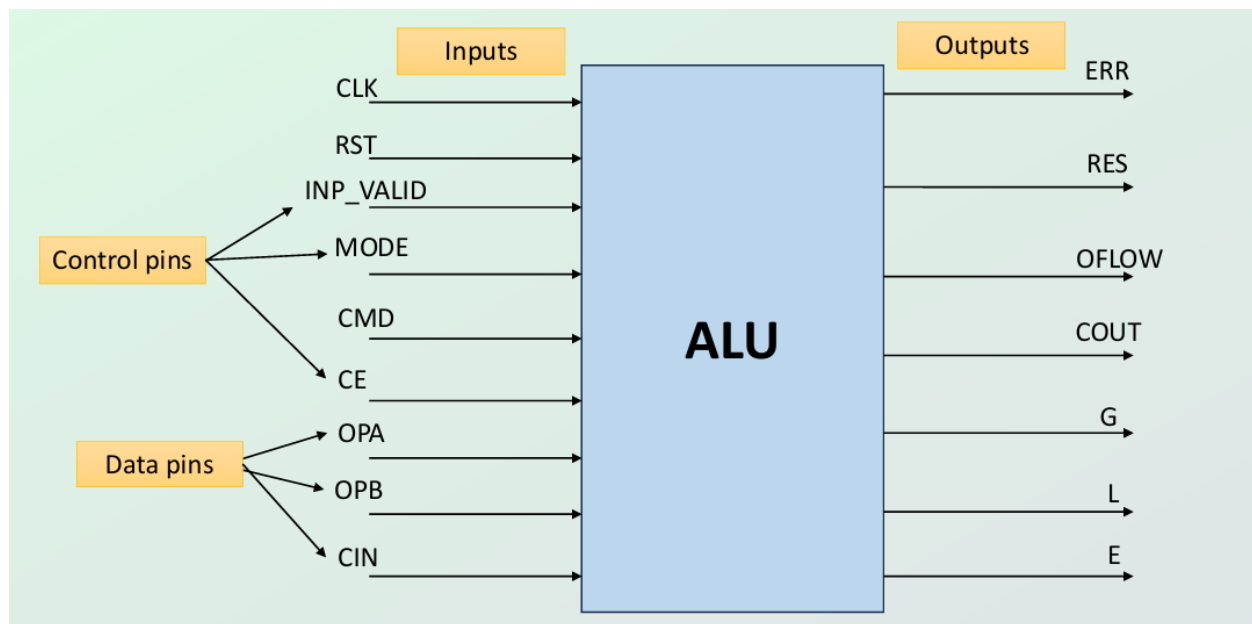 Inputs
Outputs
CLK
RST
INP_VALID
MODE
CMD
CE
OPA
OPB
CIN
Control pins
Data pins
ALU
ERR
RES
OFLOW
COUT
G
L
E